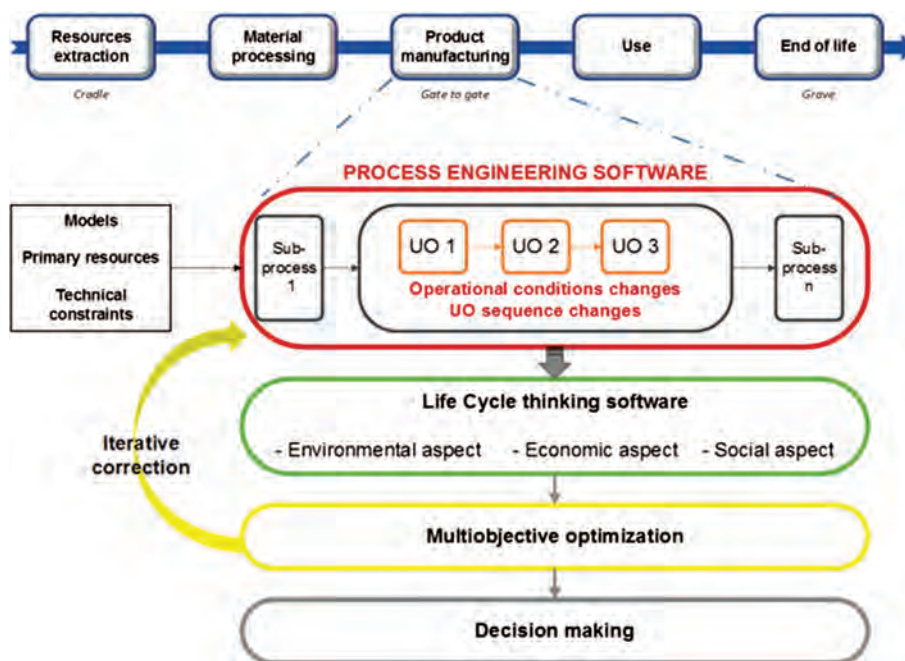 Resources
extraction
Material
processing
Product
manufacturing
Use
End of life
Cradle
Gate to gate
Grave
PROCESS ENGINEERING SOFTWARE
Models
Primary resources
Technical
constraints
Sub-
process
1
UO 1
UO 2
UO 3
Operational conditions changes
UO sequence changes
Sub-
process
n
Life Cycle thinking software
- Environmental aspect
- Economic aspect
- Social aspect
Iterative
correction
Multiobjective optimization
Decision making